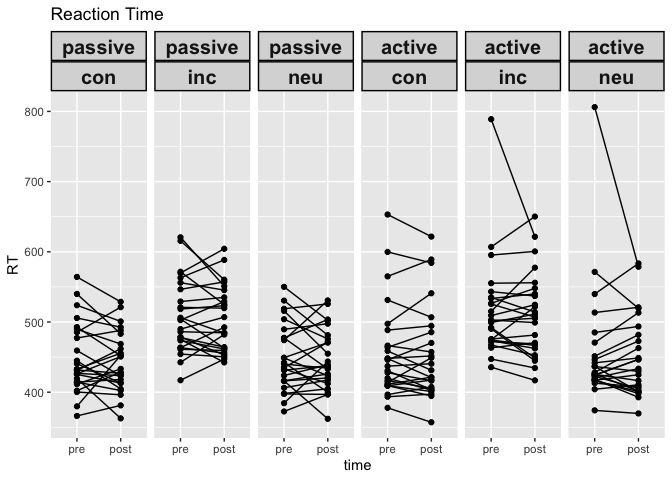 Reaction Time
passive passive passive active active active
con inc neu con inc neu
800
700
600
500
400
RT
pre post pre post pre post pre post pre post pre post
time